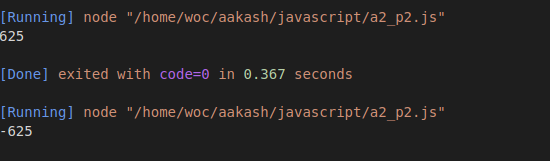 [Running] node "/home/woc/aakash/javascript/a2_p2.js"
625
[Done] exited with code=0 in 0.367 seconds
[Running] node "/home/woc/aakash/javascript/a2_p2.js"
-625